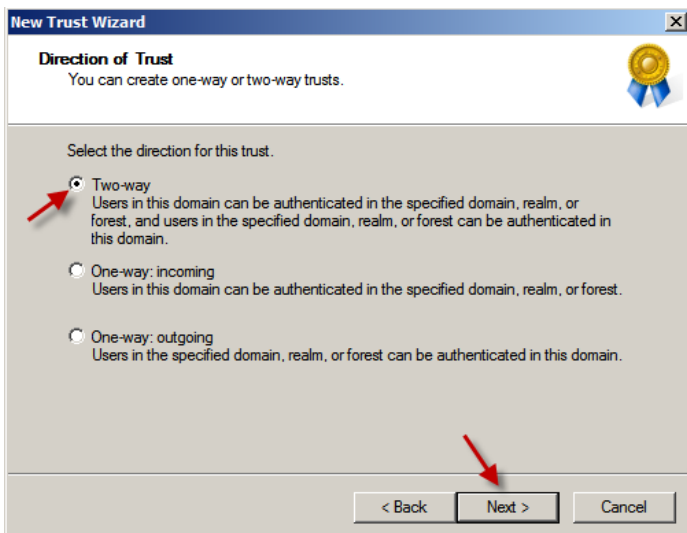 New Trust Wizard
Direction of Trust
You can create one-way or two-way trusts.
Select the direction for this trust.
Two-way
Users in this domain can be authenticated in the specified domain, realm, or
forest, and users in the specified domain, realm, or forest can be authenticated in
this domain.
One-way: incoming
Users in this domain can be authenticated in the specified domain, realm, or forest.
One-way: outgoing
Users in the specified domain, realm, or forest can be authenticated in this domain.
< Back Next > Cancel